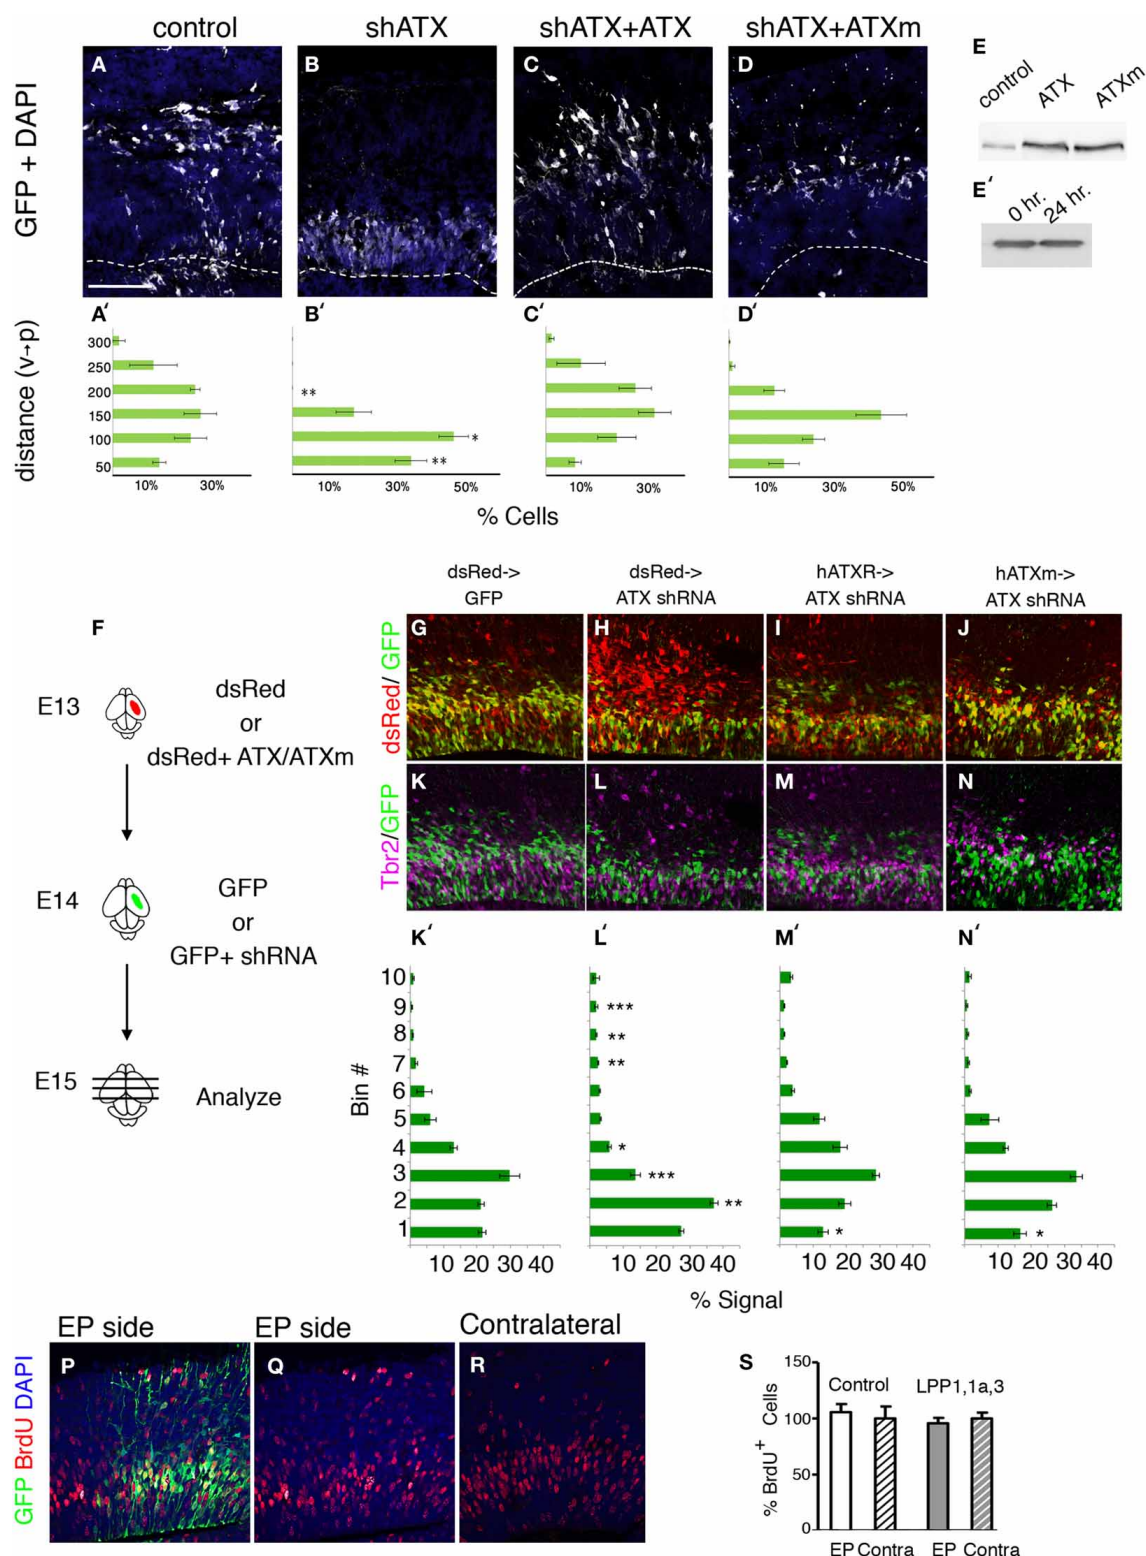 control shATX shATX+ATX shATX+ATXm
GFP + DAPI
A B C D
E
control ATX ATXm
E'
0 hr. 24 hr.
A' B' C' D'
distance (v→p)
300
250
200 **
150
100 *
50 **
10% 30% 10% 30% 50% 10% 30% 10% 30% 50%
% Cells
F
E13
dsRed
or
dsRed+ ATX/ATXm
E14
GFP
or
GFP+ shRNA
E15
Analyze
dsRed-> dsRed-> hATXR-> hATXm->
GFP ATX shRNA ATX shRNA ATX shRNA
dsRed/ GFP
G H I J
Tbr2/GFP
K L M N
K' L' M' N'
Bin #
10
9 ***
8 **
7 **
6
5
4 *
3 ***
2 **
1 * *
10 20 30 40 10 20 30 40 10 20 30 40 10 20 30 40
% Signal
EP side EP side Contralateral
GFP BrdU DAPI
P Q R
S
% BrdU+ Cells
150
100
50
0
Control LPP1,1a,3
EP Contra EP Contra